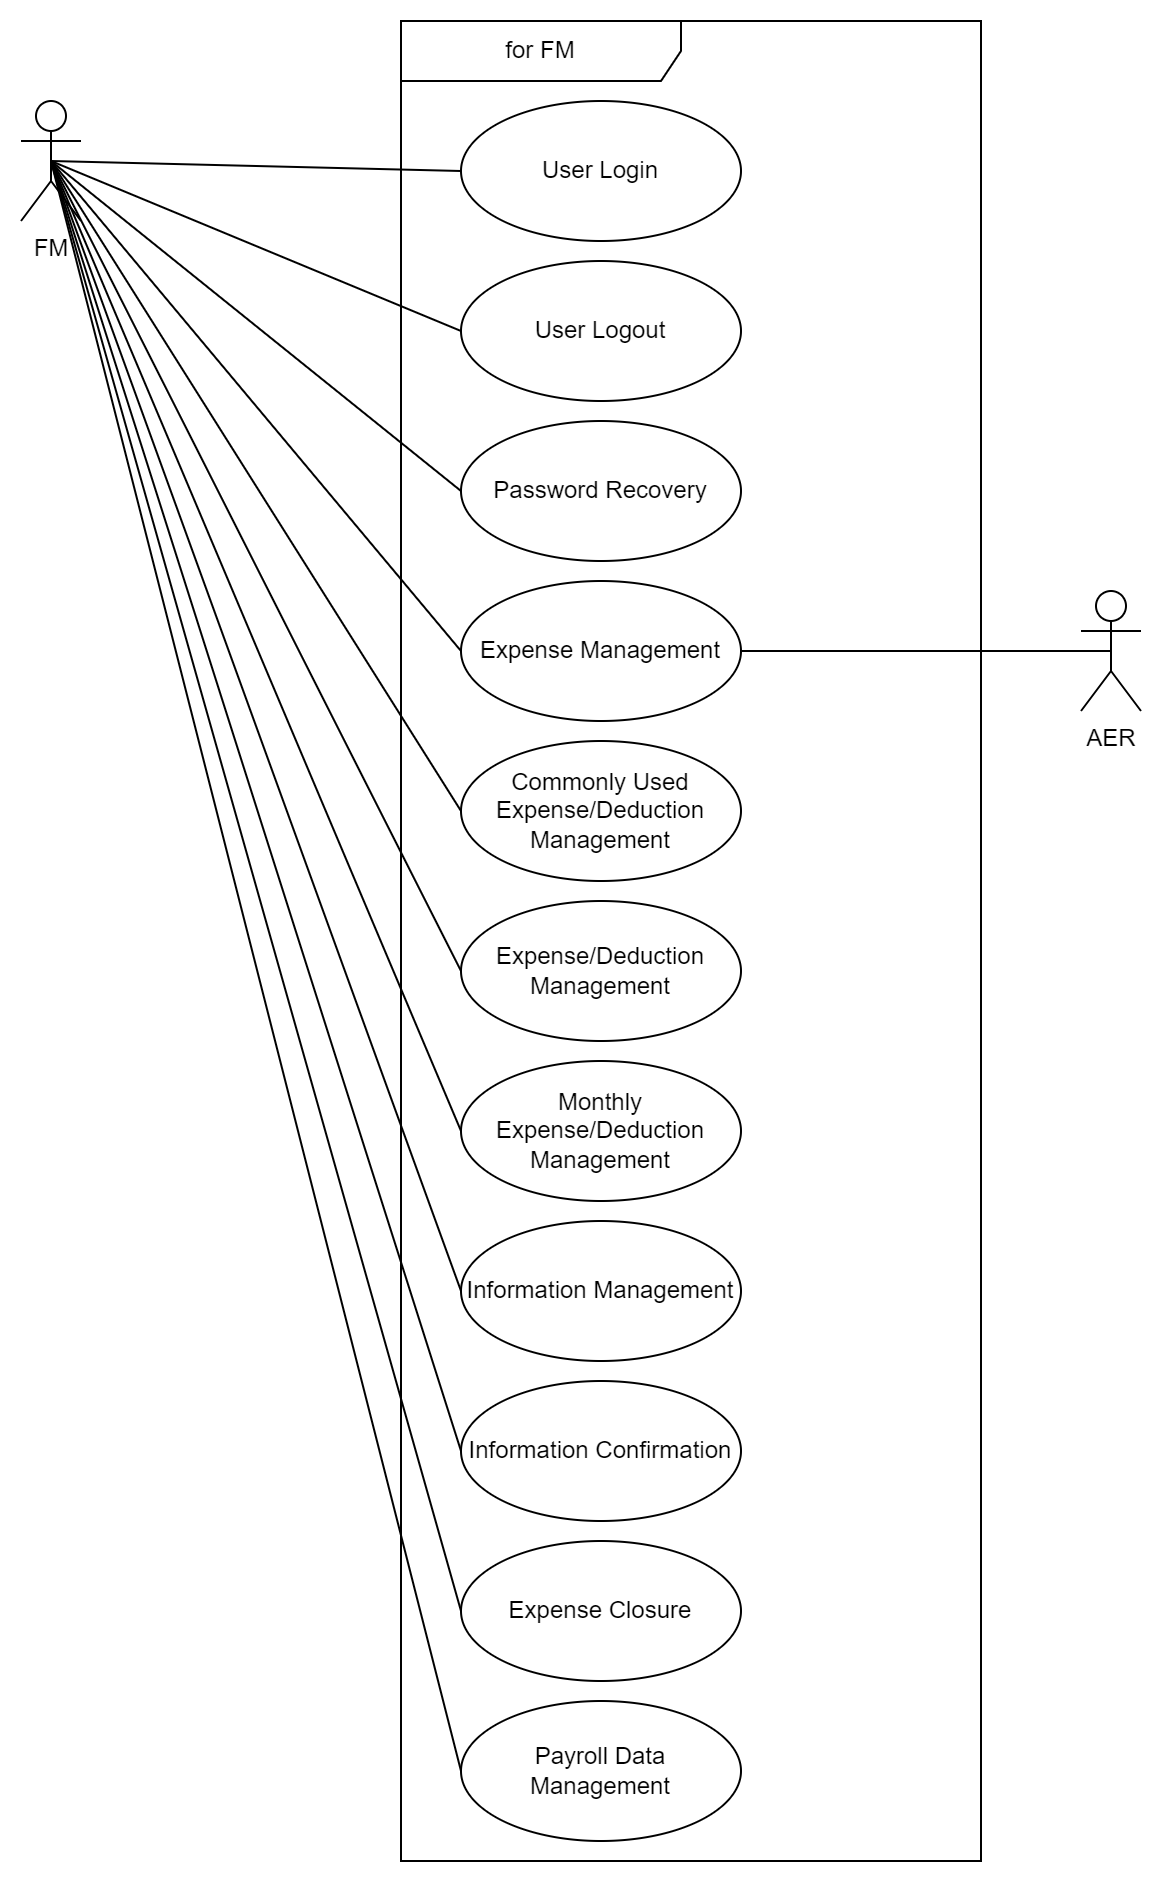 for FM
FM
User Login
User Logout
Password Recovery
Expense Management
AER
Commonly Used
Expense/Deduction
Management
Expense/Deduction
Management
Monthly
Expense/Deduction
Management
Information Management
Information Confirmation
Expense Closure
Payroll Data
Management